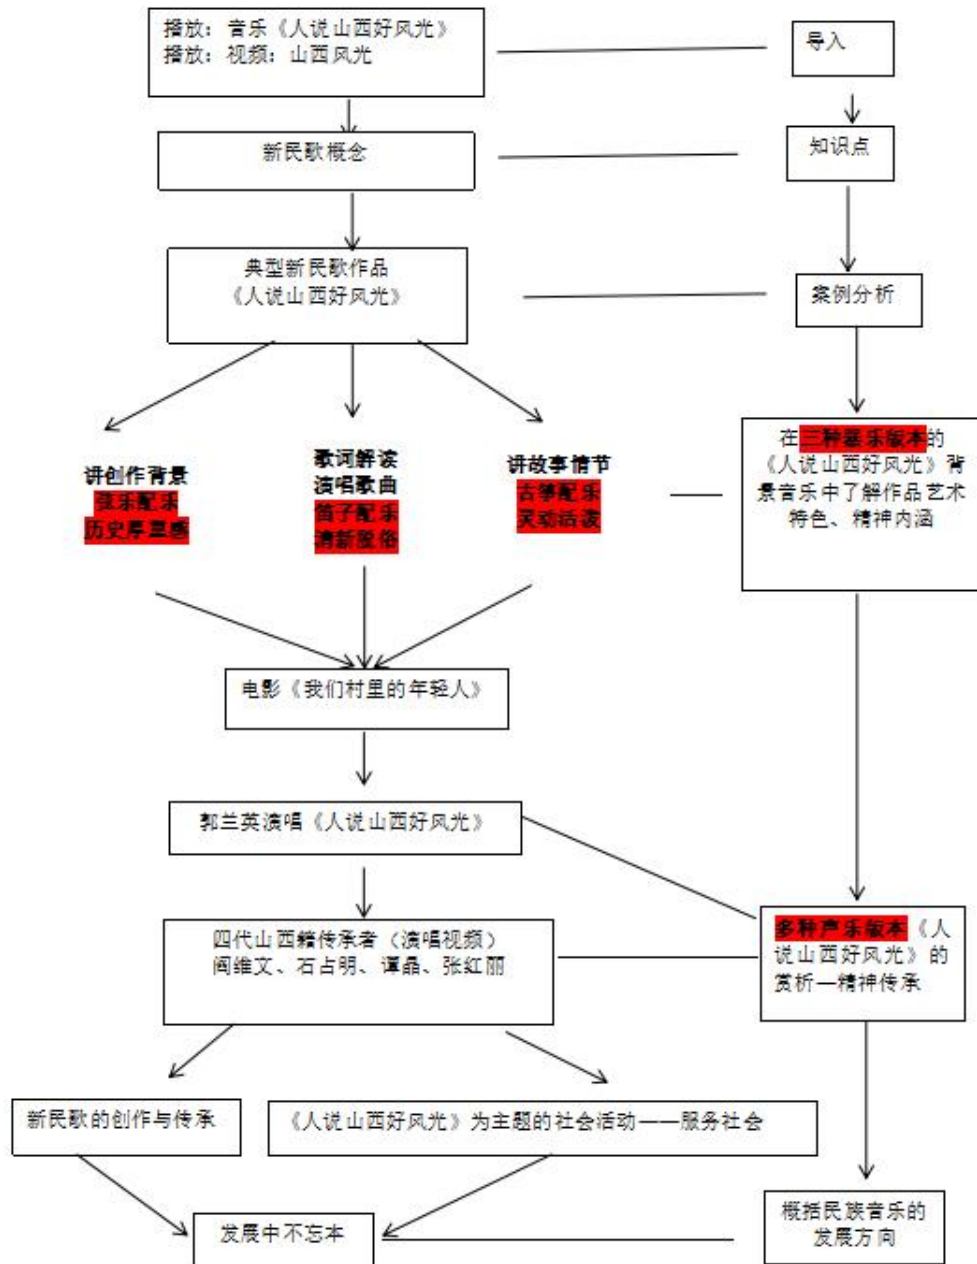 播放：音乐《人说山西好风光》
播放：视频：山西风光
导入
新民歌概念
知识点
典型新民歌作品
《人说山西好风光》
案例分析
讲创作背景
弦乐配乐
历史厚重感
歌词解读
演唱歌曲
笛子配乐
清新脱俗
讲故事情节
古筝配乐
灵动活泼
在三种器乐版本的
《人说山西好风光》背
景音乐中了解作品艺术
特色、精神内涵
电影《我们村里的年轻人》
郭兰英演唱《人说山西好风光》
四代山西籍传承者（演唱视频）
阎维文、石占明、谭晶、张红丽
多种声乐版本《人
说山西好风光》的
赏析—精神传承
新民歌的创作与传承
《人说山西好风光》为主题的社会活动——服务社会
发展中不忘本
概括民族音乐的
发展方向